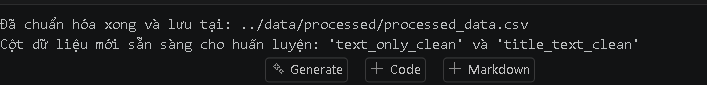 Đã chuẩn hóa xong và lưu tại: ../data/processed/processed_data.csv
Cột dữ liệu mới sẵn sàng cho huấn luyện: 'text_only_clean' và 'title_text_clean'
Generate + Code + Markdown